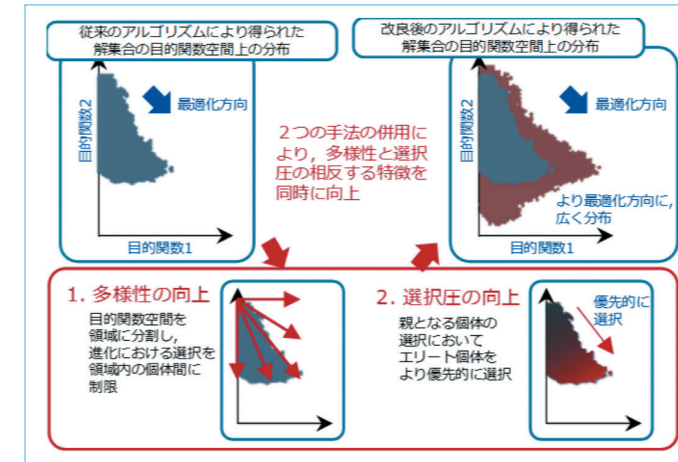 従来のアルゴリズムにより得られた
解集合の目的関数空間上の分布
目的関数2
最適化方向
目的関数1
2つの手法の併用に
より，多様性と選択
圧の相反する特徴を
同時に向上
改良後のアルゴリズムにより得られた
解集合の目的関数空間上の分布
目的関数2
最適化方向
より最適化方向に，
広く分布
目的関数1
1. 多様性の向上
目的関数空間を
領域に分割し，
進化における選択を
領域内の個体間に
制限
2. 選択圧の向上
親となる個体の
選択において
エリート個体を
より優先的に選択
優先的に
選択